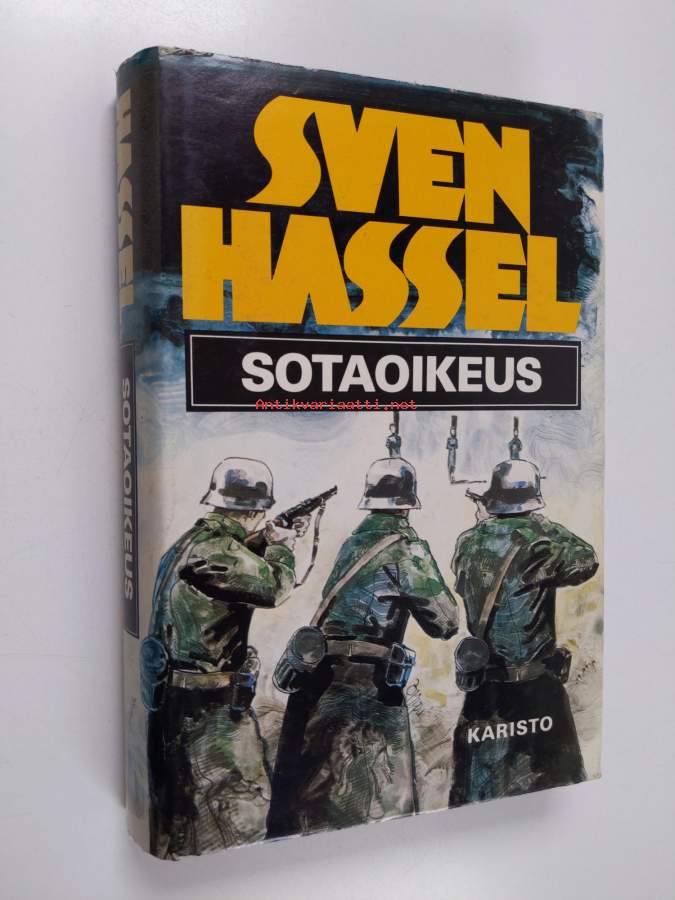 SVEN
HASSEL
SOTAOIKEUS
Antikvariaatti.net
KARISTO
HASSEL
SOTAOIKEUS